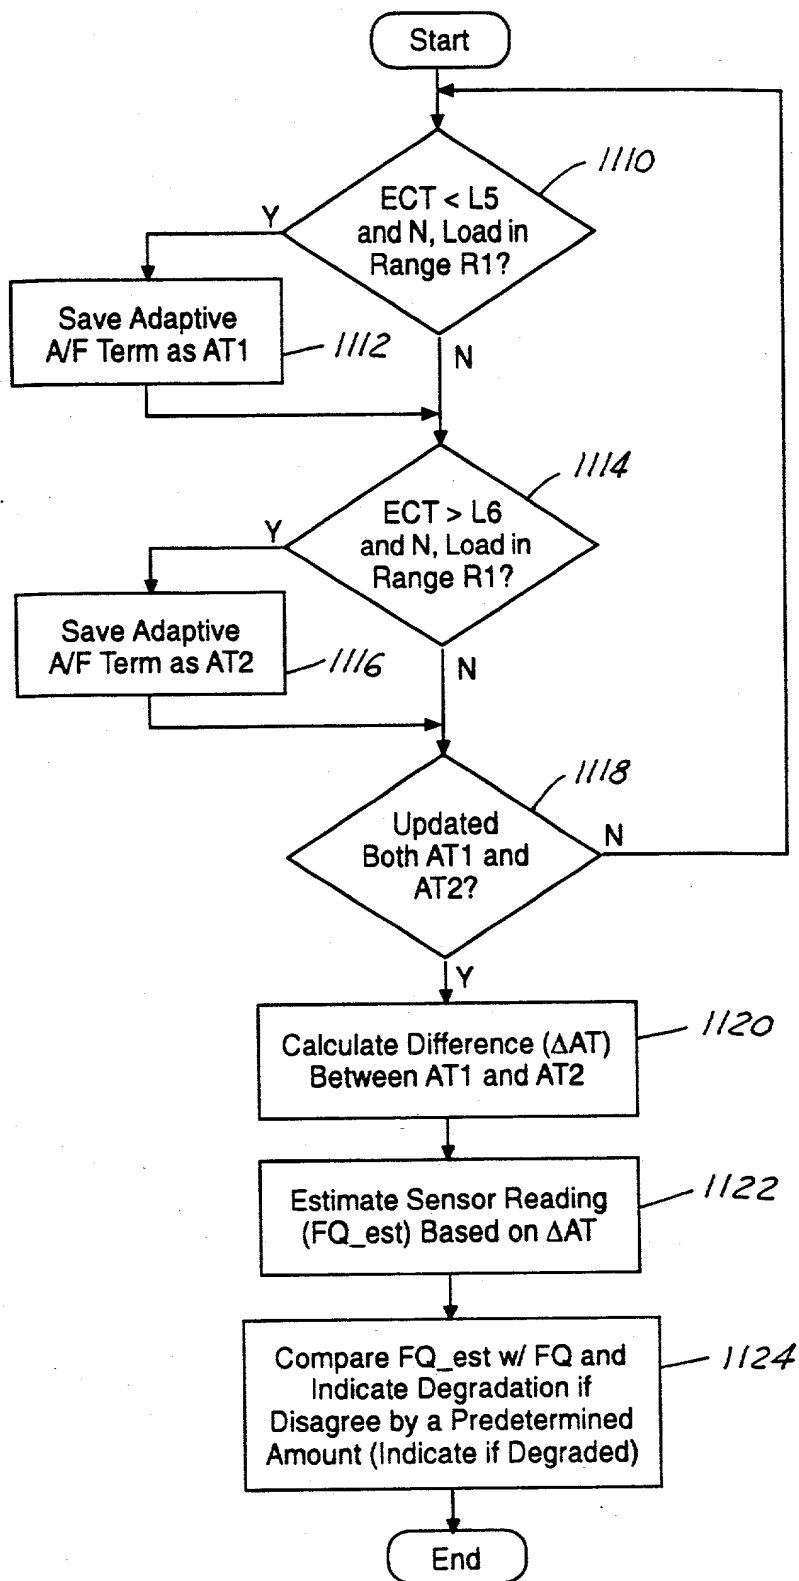 Start
1110
ECT < L5
and N, Load in
Range R1?
Y
N
Save Adaptive
A/F Term as AT1
1112
1114
ECT > L6
and N, Load in
Range R1?
Y
N
Save Adaptive
A/F Term as AT2
1116
1118
Updated
Both AT1 and
AT2?
N
Y
Calculate Difference (ΔAT)
Between AT1 and AT2
1120
Estimate Sensor Reading
(FQ_est) Based on ΔAT
1122
Compare FQ_est w/ FQ and
Indicate Degradation if
Disagree by a Predetermined
Amount (Indicate if Degraded)
1124
End